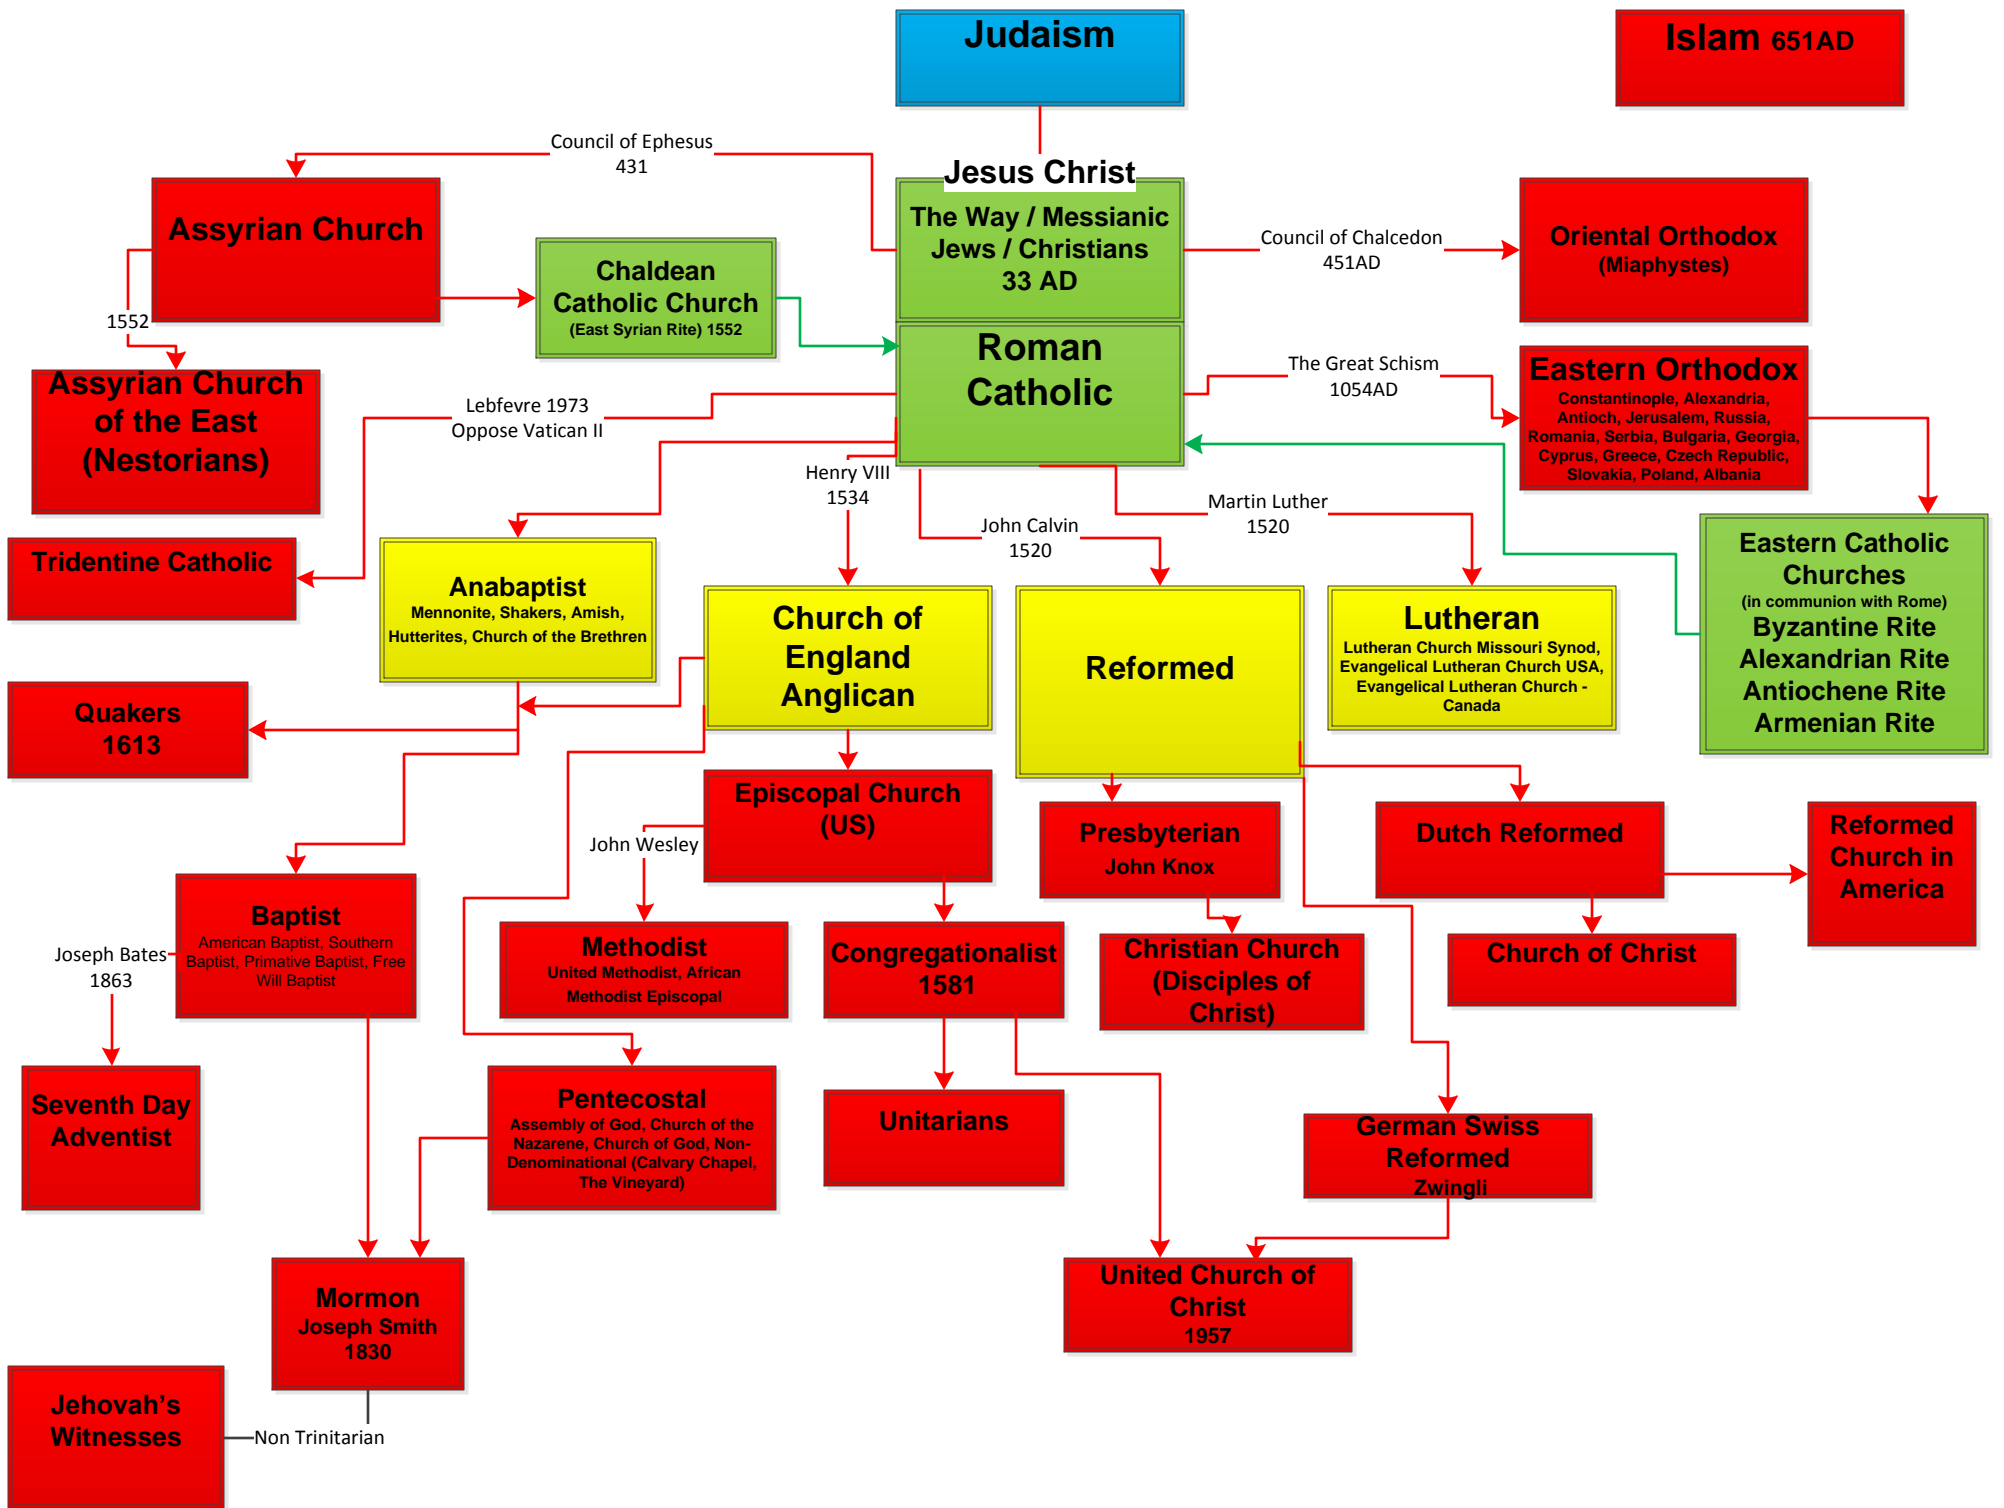 Judaism
Islam 651AD
Council of Ephesus
431
Jesus Christ
The Way / Messianic
Jews / Christians
33 AD
Assyrian Church
Council of Chalcedon
451AD
Oriental Orthodox
(Miaphystes)
Chaldean
Catholic Church
(East Syrian Rite) 1552
1552
Roman
Catholic
The Great Schism
1054AD
Eastern Orthodox
Constantinople, Alexandria,
Antioch, Jerusalem, Russia,
Romania, Serbia, Bulgaria, Georgia,
Cyprus, Greece, Czech Republic,
Slovakia, Poland, Albania
Assyrian Church
of the East
(Nestorians)
Lebfevre 1973
Oppose Vatican II
Henry VIII
1534
John Calvin
1520
Martin Luther
1520
Tridentine Catholic
Anabaptist
Mennonite, Shakers, Amish,
Hutterites, Church of the Brethren
Church of
England
Anglican
Reformed
Lutheran
Lutheran Church Missouri Synod,
Evangelical Lutheran Church USA,
Evangelical Lutheran Church -
Canada
Eastern Catholic
Churches
(in communion with Rome)
Byzantine Rite
Alexandrian Rite
Antiochene Rite
Armenian Rite
Quakers
1613
Episcopal Church
(US)
John Wesley
Presbyterian
John Knox
Dutch Reformed
Reformed
Church in
America
Baptist
American Baptist, Southern
Baptist, Primative Baptist, Free
Will Baptist
Joseph Bates
1863
Methodist
United Methodist, African
Methodist Episcopal
Congregationalist
1581
Christian Church
(Disciples of
Christ)
Church of Christ
Seventh Day
Adventist
Pentecostal
Assembly of God, Church of the
Nazarene, Church of God, Non-
Denominational (Calvary Chapel,
The Vineyard)
Unitarians
German Swiss
Reformed
Zwingli
Mormon
Joseph Smith
1830
United Church of
Christ
1957
Jehovah’s
Witnesses
Non Trinitarian